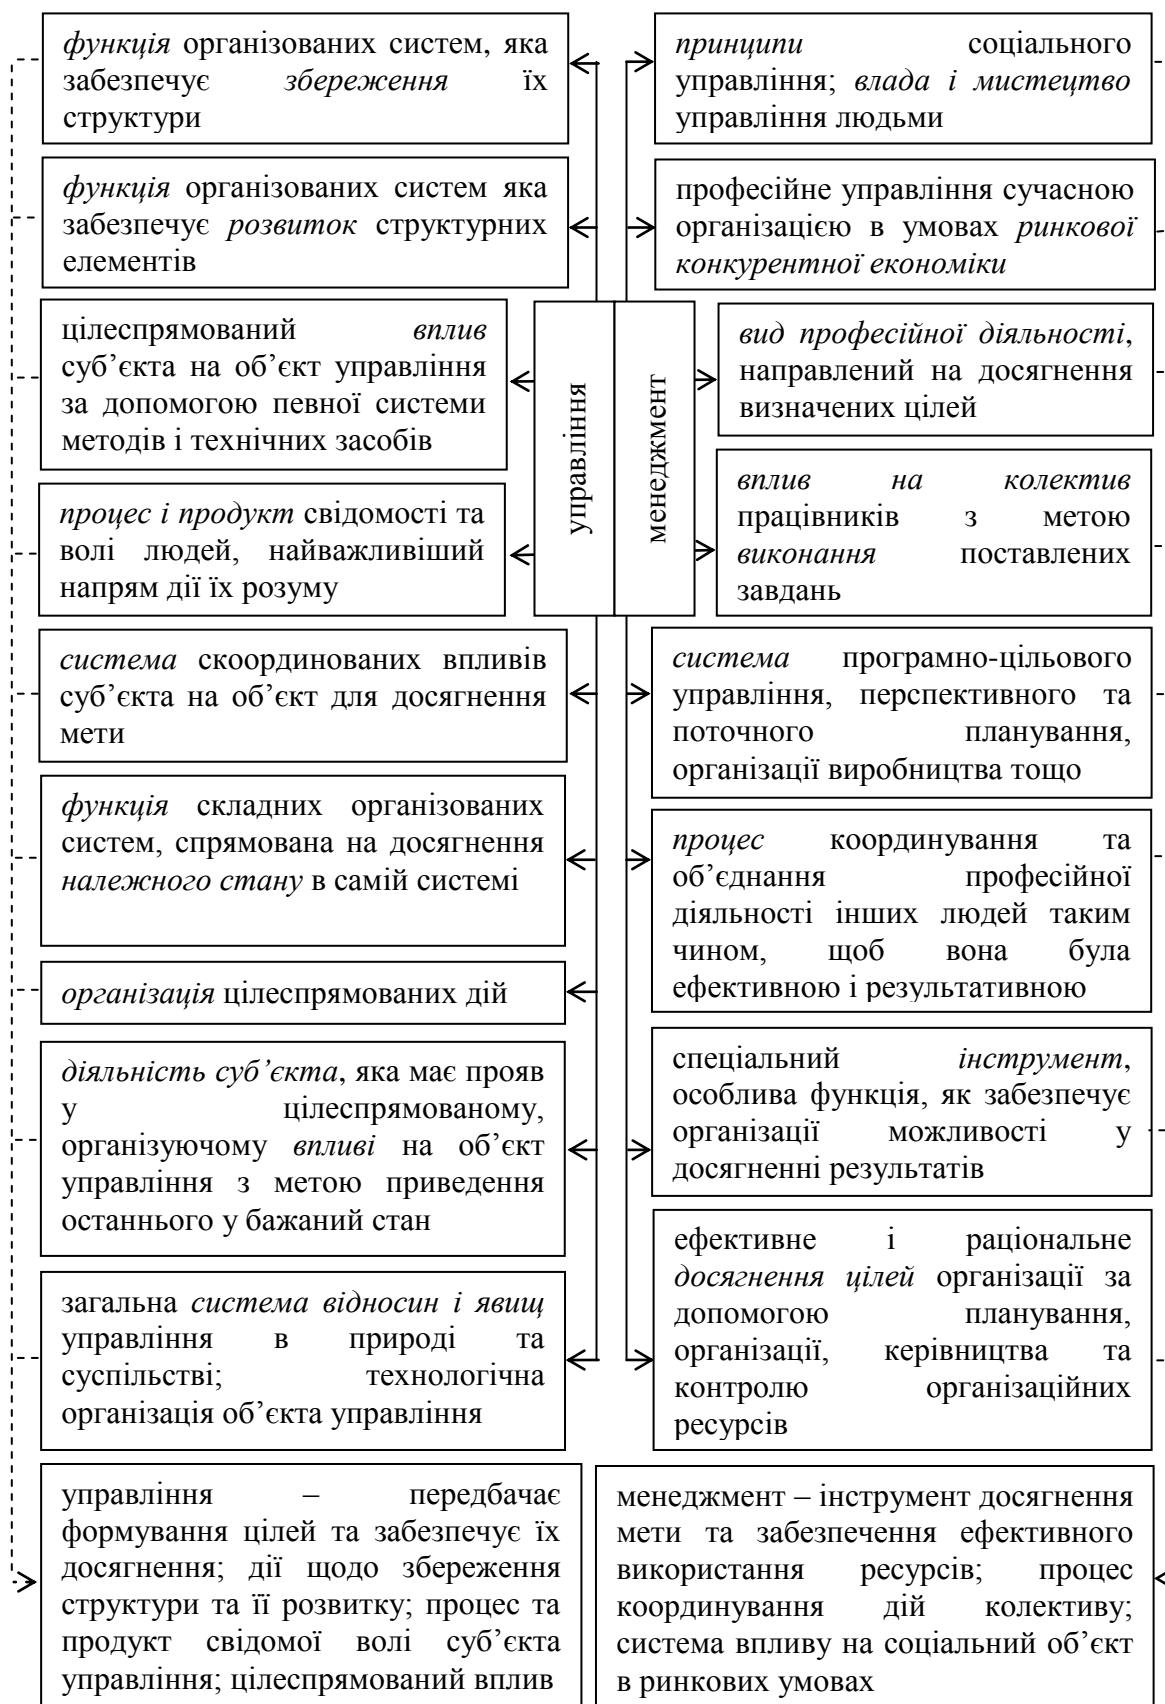 функція організованих систем, яка
забезпечує збереження їх
структури
функція організованих систем яка
забезпечує розвиток структурних
елементів
цілеспрямований вплив
суб’єкта на об’єкт управління
за допомогою певної системи
методів і технічних засобів
процес і продукт свідомості та
волі людей, найважливіший
напрям дії їх розуму
система скоординованих впливів
суб’єкта на об’єкт для досягнення
мети
функція складних організованих
систем, спрямована на досягнення
належного стану в самій системі
організація цілеспрямованих дій
діяльність суб’єкта, яка має прояв
у цілеспрямованому,
організуючому впливі на об’єкт
управління з метою приведення
останнього у бажаний стан
загальна система відносин і явищ
управління в природі та
суспільстві; технологічна
організація об’єкта управління
управління – передбачає
формування цілей та забезпечує їх
досягнення; дії щодо збереження
структури та її розвитку; процес та
продукт свідомої волі суб’єкта
управління; цілеспрямований вплив
управління
менеджмент
принципи соціального
управління; влада і мистецтво
управління людьми
професійне управління сучасною
організацією в умовах ринкової
конкурентної економіки
вид професійної діяльності,
направлений на досягнення
визначених цілей
вплив на колектив
працівників з метою
виконання поставлених
завдань
система програмно-цільового
управління, перспективного та
поточного планування,
організації виробництва тощо
процес координування та
об’єднання професійної
діяльності інших людей таким
чином, щоб вона була
ефективною і результативною
спеціальний інструмент,
особлива функція, як забезпечує
організації можливості у
досягненні результатів
ефективне і раціональне
досягнення цілей організації за
допомогою планування,
організації, керівництва та
контролю організаційних
ресурсів
менеджмент – інструмент досягнення
мети та забезпечення ефективного
використання ресурсів; процес
координування дій колективу;
система впливу на соціальний об’єкт
в ринкових умовах